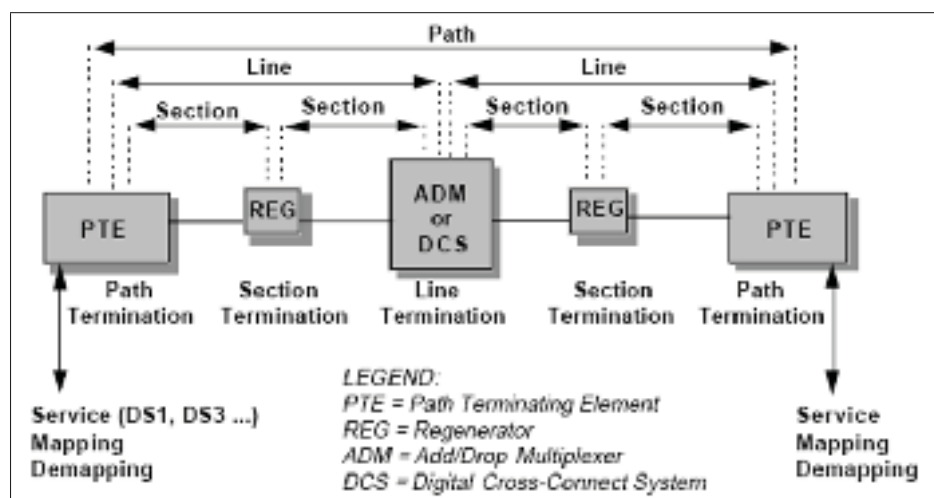 Path
Line Line
Section Section Section Section
PTE REG ADM or DCS REG PTE
Path Termination Section Termination Line Termination Section Termination Path Termination
LEGEND:
PTE = Path Terminating Element
REG = Regenerator
ADM = Add/Drop Multiplexer
DCS = Digital Cross-Connect System
Service (DS1, DS3 ...)
Mapping
Demapping
Service
Mapping
Demapping